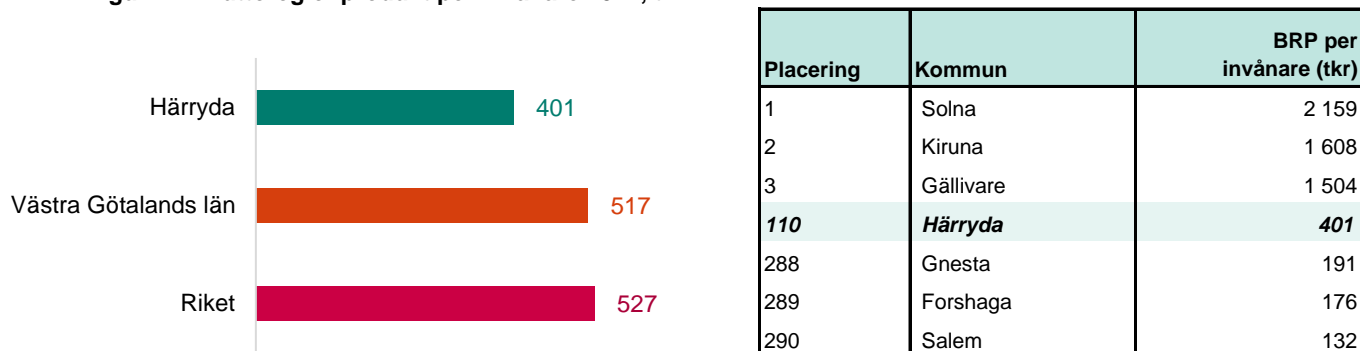 Härryda 401
Västra Götalands län 517
Riket 527
Placering Kommun BRP per invånare (tkr)
1 Solna 2 159
2 Kiruna 1 608
3 Gällivare 1 504
110 Härryda 401
288 Gnesta 191
289 Forshaga 176
290 Salem 132